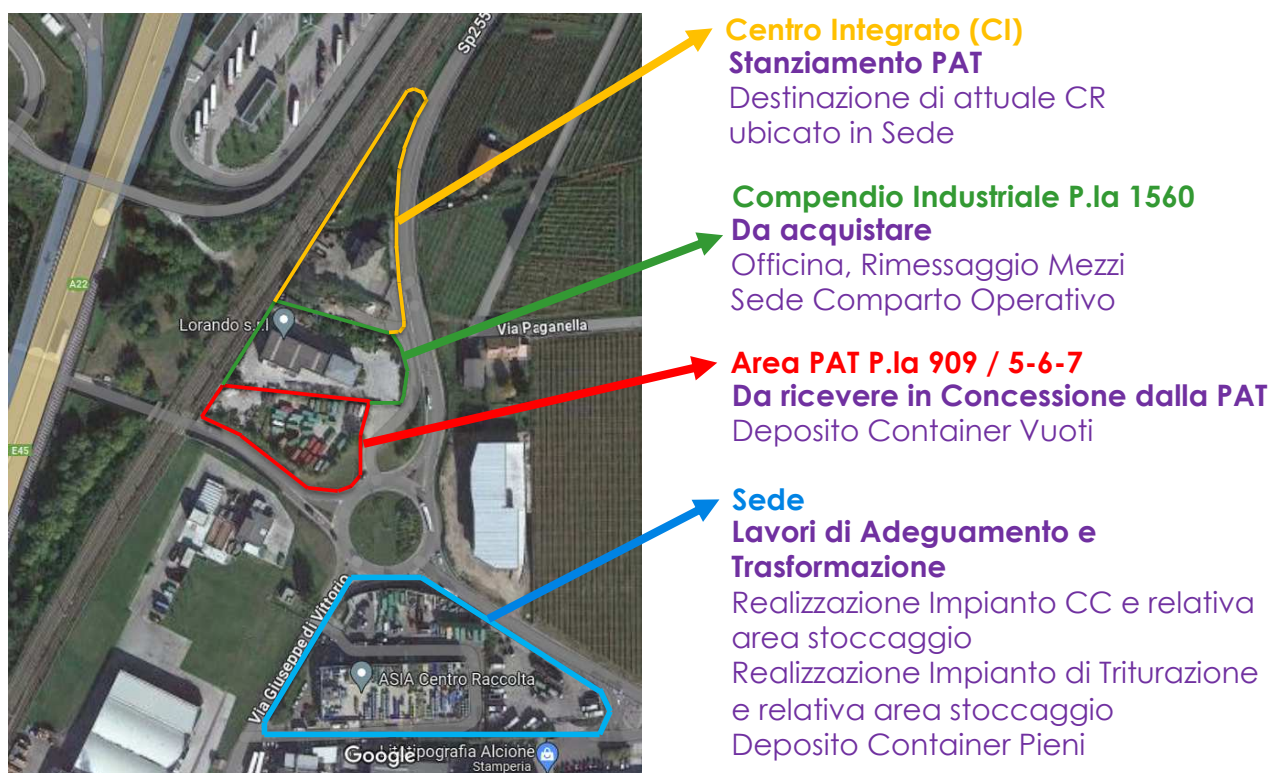 Centro Integrato (CI)
Stanziamento PAT
Destinazione di attuale CR
ubicato in Sede
Compendio Industriale P.la 1560
Da acquistare
Officina, Rimessaggio Mezzi
Sede Comparto Operativo
Area PAT P.la 909 / 5-6-7
Da ricevere in Concessione dalla PAT
Deposito Container Vuoti
Sede
Lavori di Adeguamento e
Trasformazione
Realizzazione Impianto CC e relativa
area stoccaggio
Realizzazione Impianto di Triturazione
e relativa area stoccaggio
Deposito Container Pieni
Sp255
A22
Lorando s.r.l
Via Paganella
E45
Via Giuseppe di Vittorio
ASIA Centro Raccolta
Google
tipografia Alcione
Stamperia